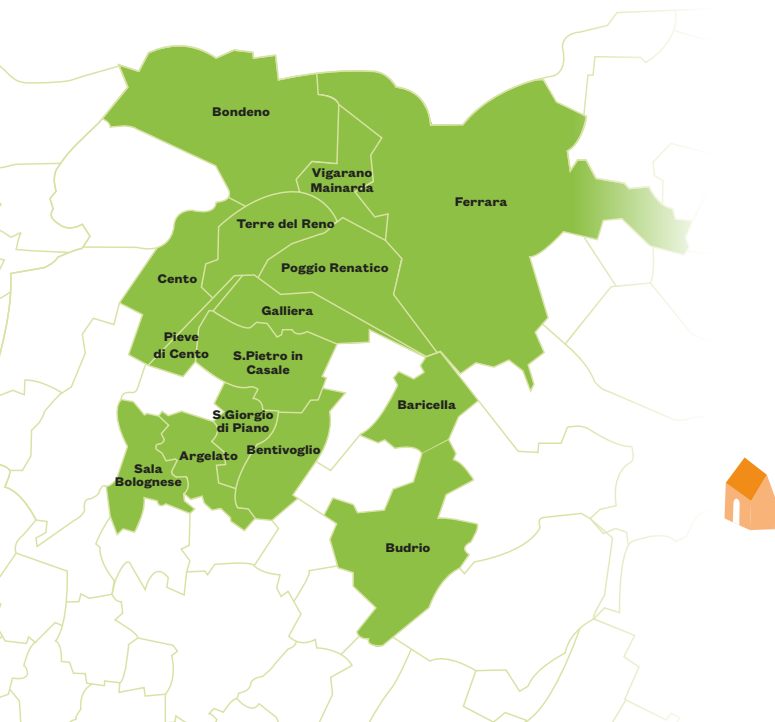 Bondeno
Vigarano
Mainarda
Ferrara
Terre del Reno
Poggio Renatico
Cento
Galliera
Pieve
di Cento
S.Pietro in
Casale
Baricella
S.Giorgio
di Piano
Bentivoglio
Argelato
Sala
Bolognese
Budrio